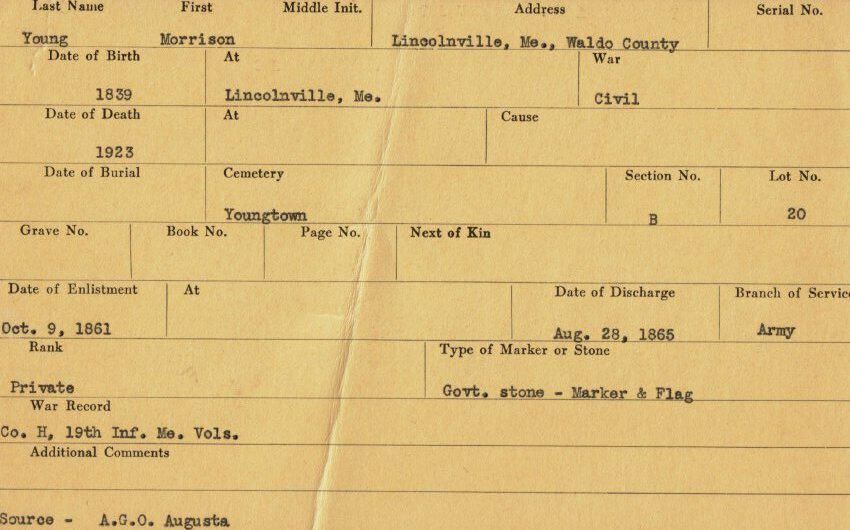 Last Name First Middle Init. Address Serial No.
Young Morrison Lincolnville, Me., Waldo County
Date of Birth At War
1839 Lincolnville, Me. Civil
Date of Death At Cause
1923
Date of Burial Cemetery Section No. Lot No.
Youngtown B 20
Grave No. Book No. Page No. Next of Kin
Date of Enlistment At Date of Discharge Branch of Servic
Oct. 9, 1861 Aug. 28, 1865 Army
Rank Type of Marker or Stone
Private Govt. stone - Marker & Flag
War Record
Co. H, 19th Inf. Me. Vols.
Additional Comments
Source - A.G.O. Augusta